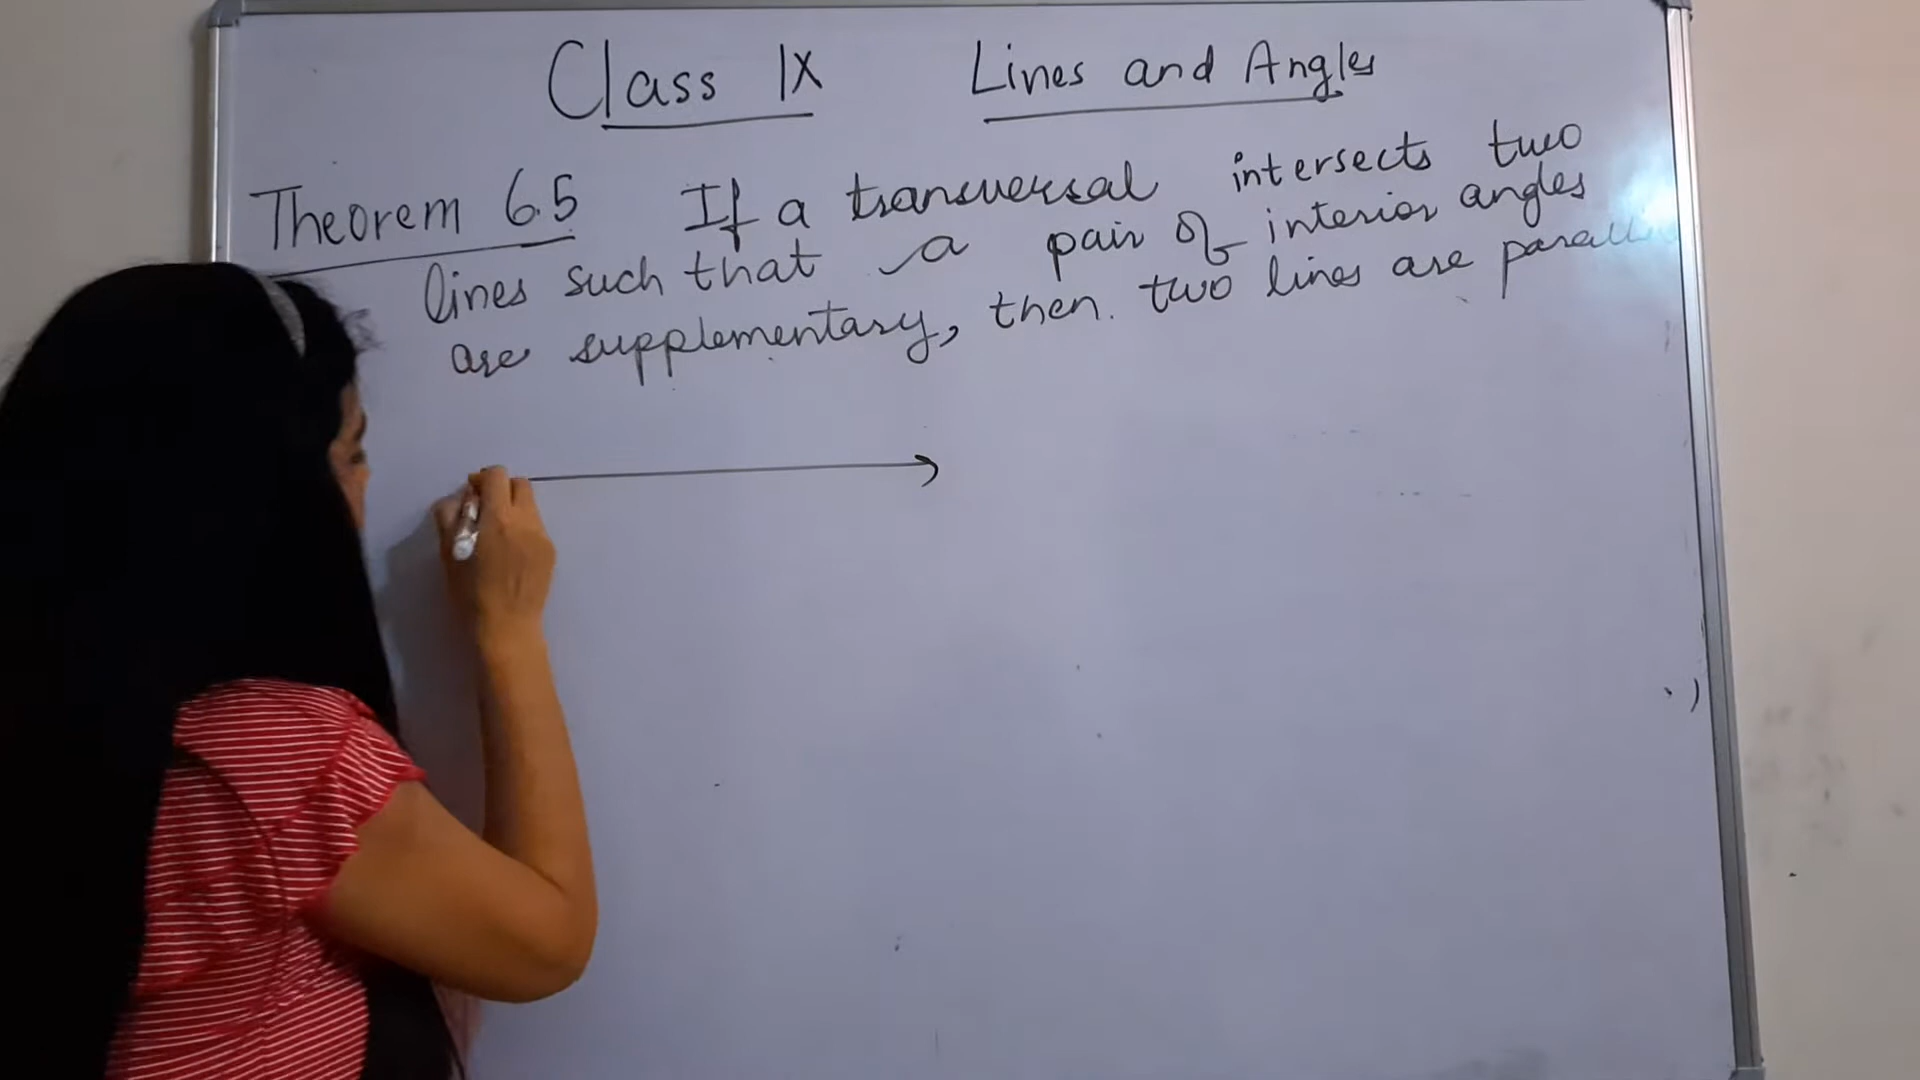 Class IX Lines and Angles
Theorem 6.5 If a transversal intersects two
lines such that a pair of interior angles
are supplementary, then. two lines are parallel